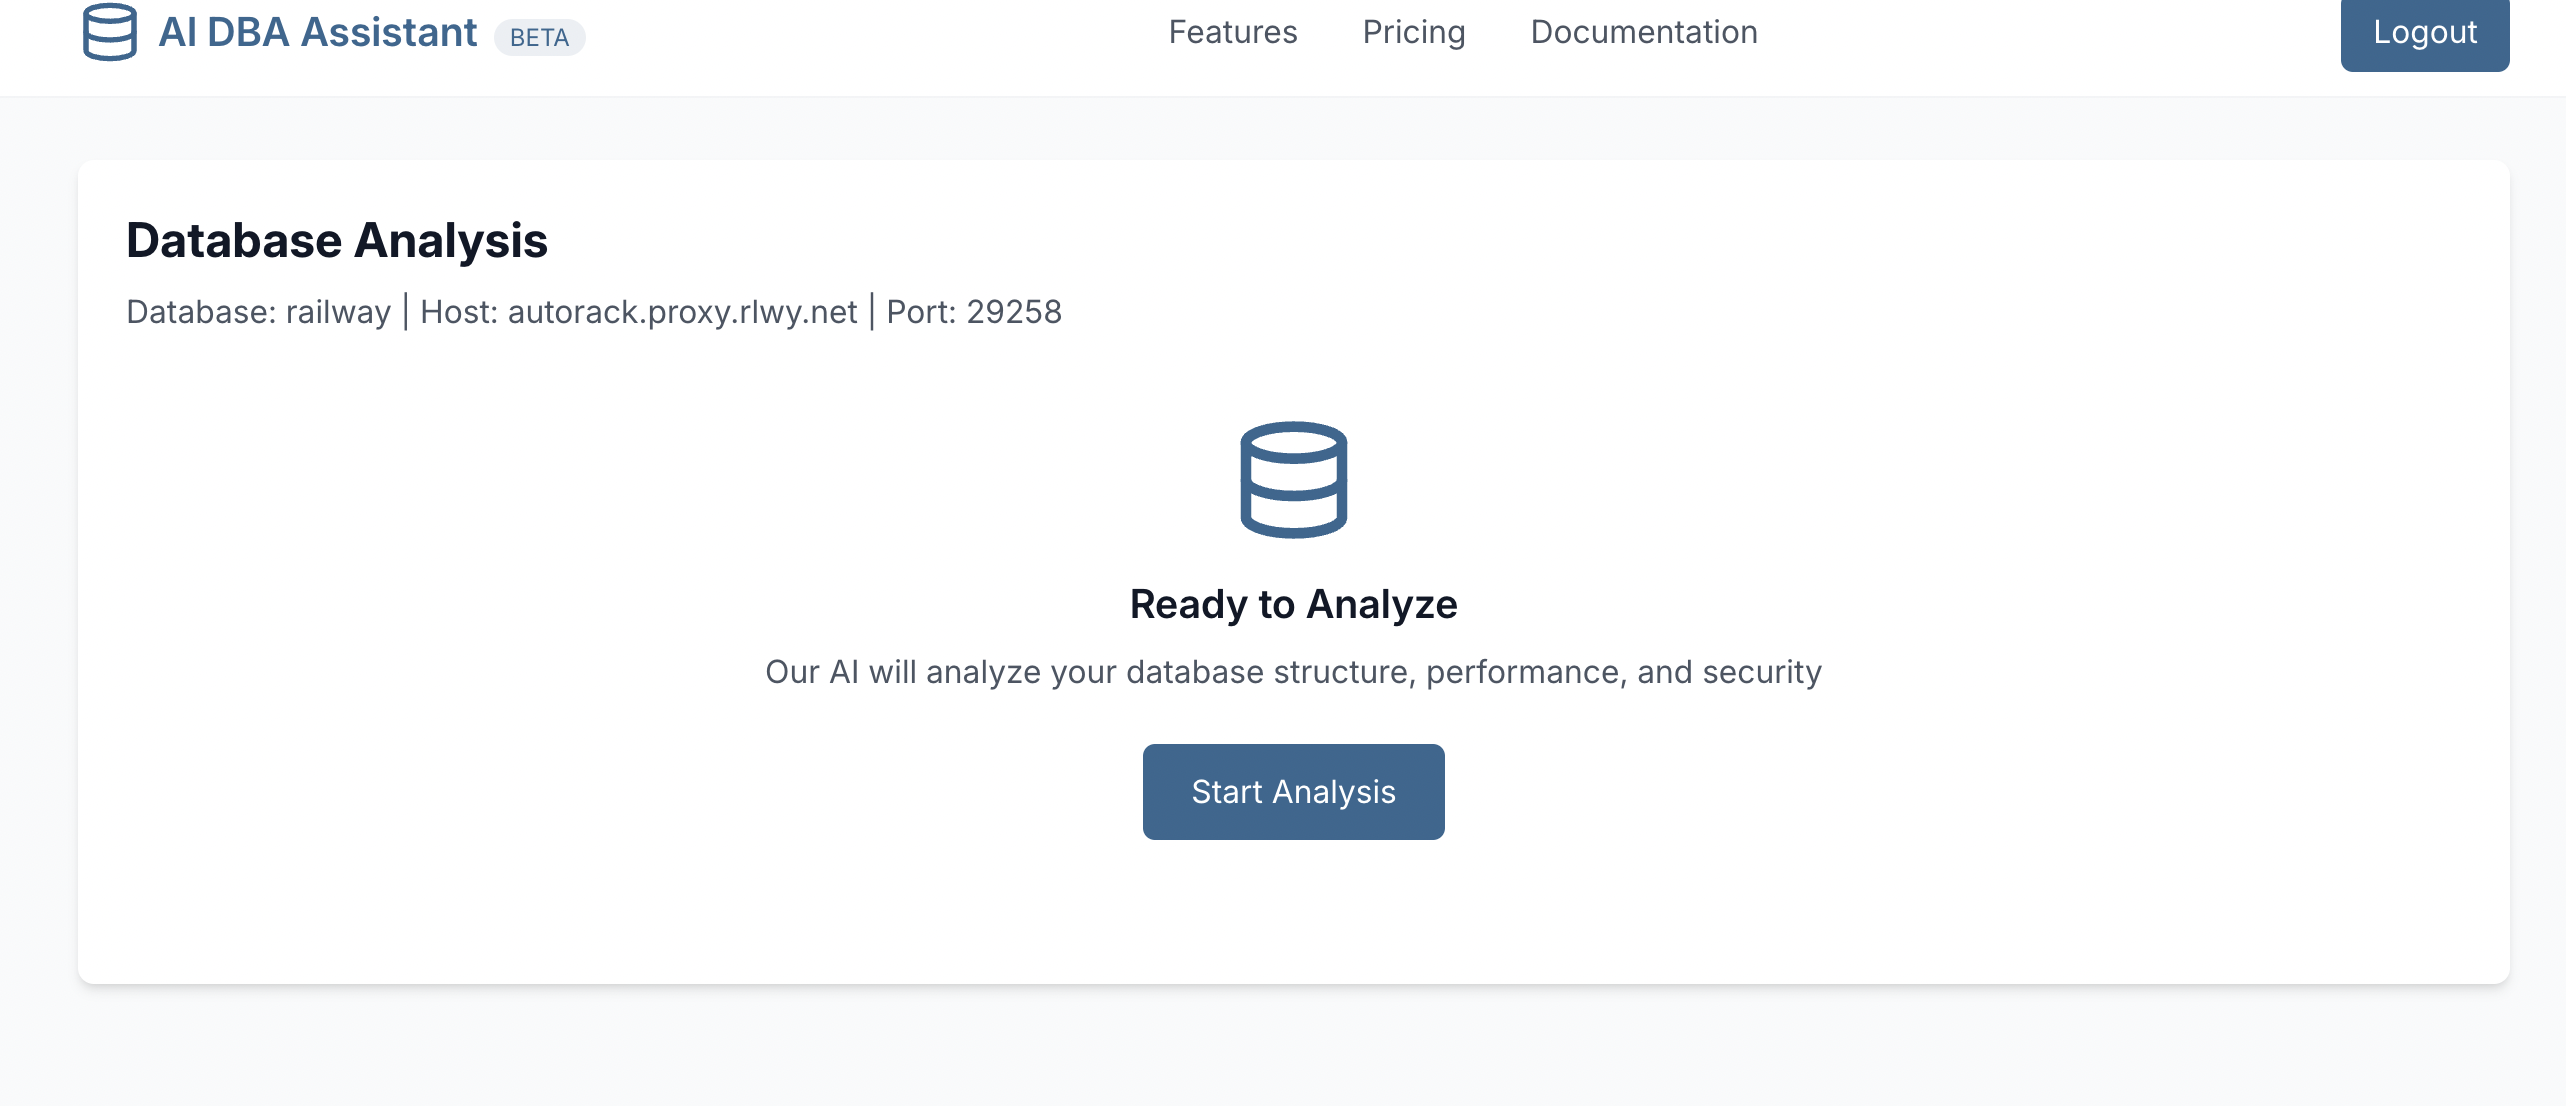 AI DBA Assistant BETA Features Pricing Documentation Logout
Database Analysis
Database: railway | Host: autorack.proxy.rlwy.net | Port: 29258
Ready to Analyze
Our AI will analyze your database structure, performance, and security
Start Analysis